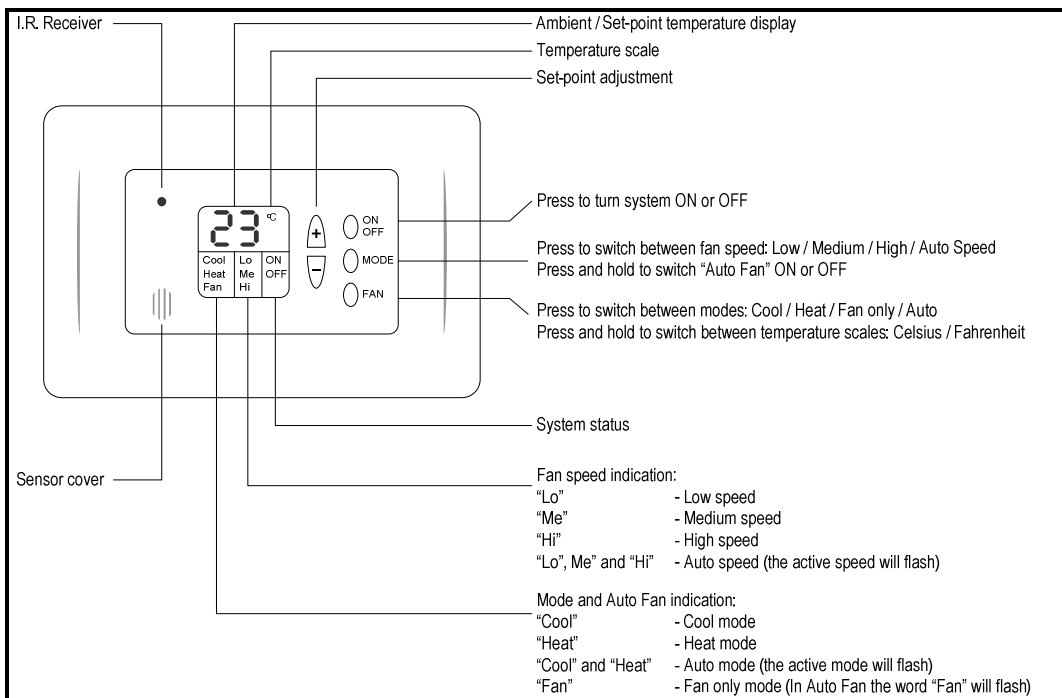 I.R. Receiver
Ambient / Set-point temperature display
Temperature scale
Set-point adjustment
23 °C
Cool Lo ON
Heat Me OFF
Fan Hi
+
−
ON
OFF
MODE
FAN
Press to turn system ON or OFF
Press to switch between fan speed: Low / Medium / High / Auto Speed
Press and hold to switch “Auto Fan” ON or OFF
Press to switch between modes: Cool / Heat / Fan only / Auto
Press and hold to switch between temperature scales: Celsius / Fahrenheit
System status
Sensor cover
Fan speed indication:
“Lo” - Low speed
“Me” - Medium speed
“Hi” - High speed
“Lo”, Me” and “Hi” - Auto speed (the active speed will flash)
Mode and Auto Fan indication:
“Cool” - Cool mode
“Heat” - Heat mode
“Cool” and “Heat” - Auto mode (the active mode will flash)
“Fan” - Fan only mode (In Auto Fan the word “Fan” will flash)